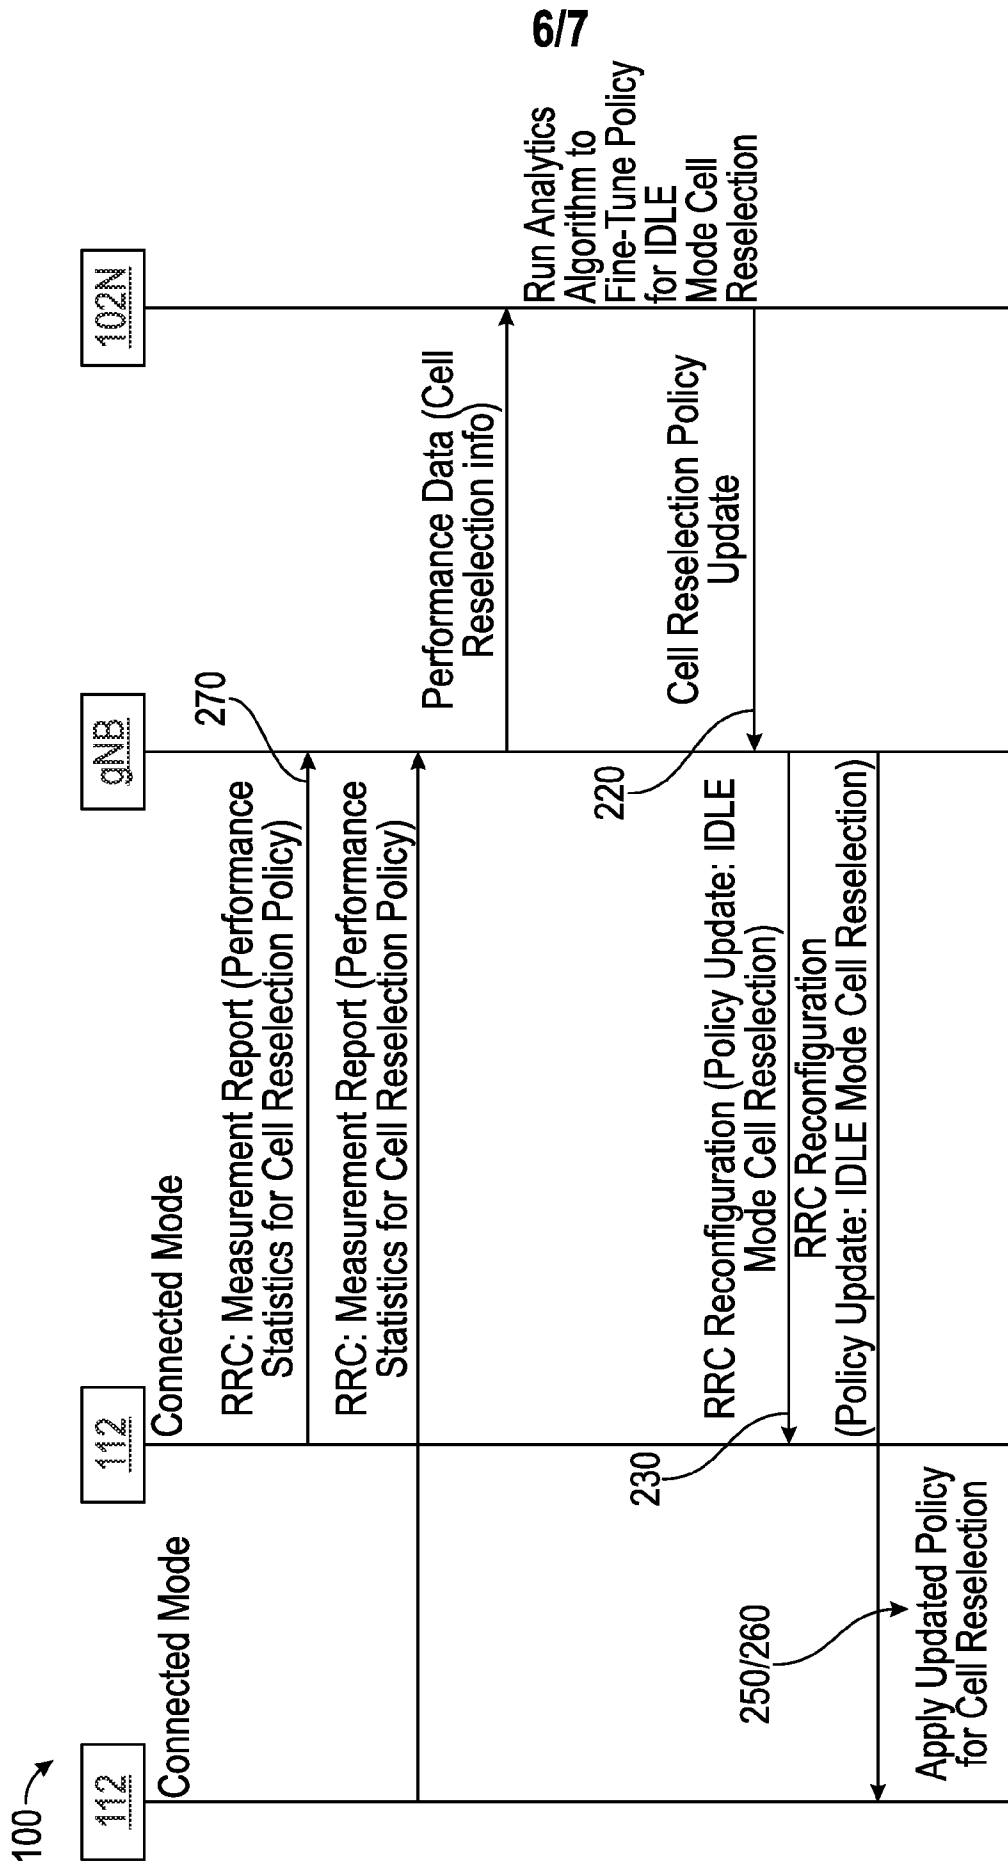 6/7
100
112
112
gNB
102N
Connected Mode
Connected Mode
RRC: Measurement Report (Performance
Statistics for Cell Reselection Policy)
270
RRC: Measurement Report (Performance
Statistics for Cell Reselection Policy)
Performance Data (Cell
Reselection info)
Run Analytics
Algorithm to
Fine-Tune Policy
for IDLE
Mode Cell
Reselection
Cell Reselection Policy
Update
220
RRC Reconfiguration (Policy Update: IDLE
Mode Cell Reselection)
230
RRC Reconfiguration
(Policy Update: IDLE Mode Cell Reselection)
250/260
Apply Updated Policy
for Cell Reselection